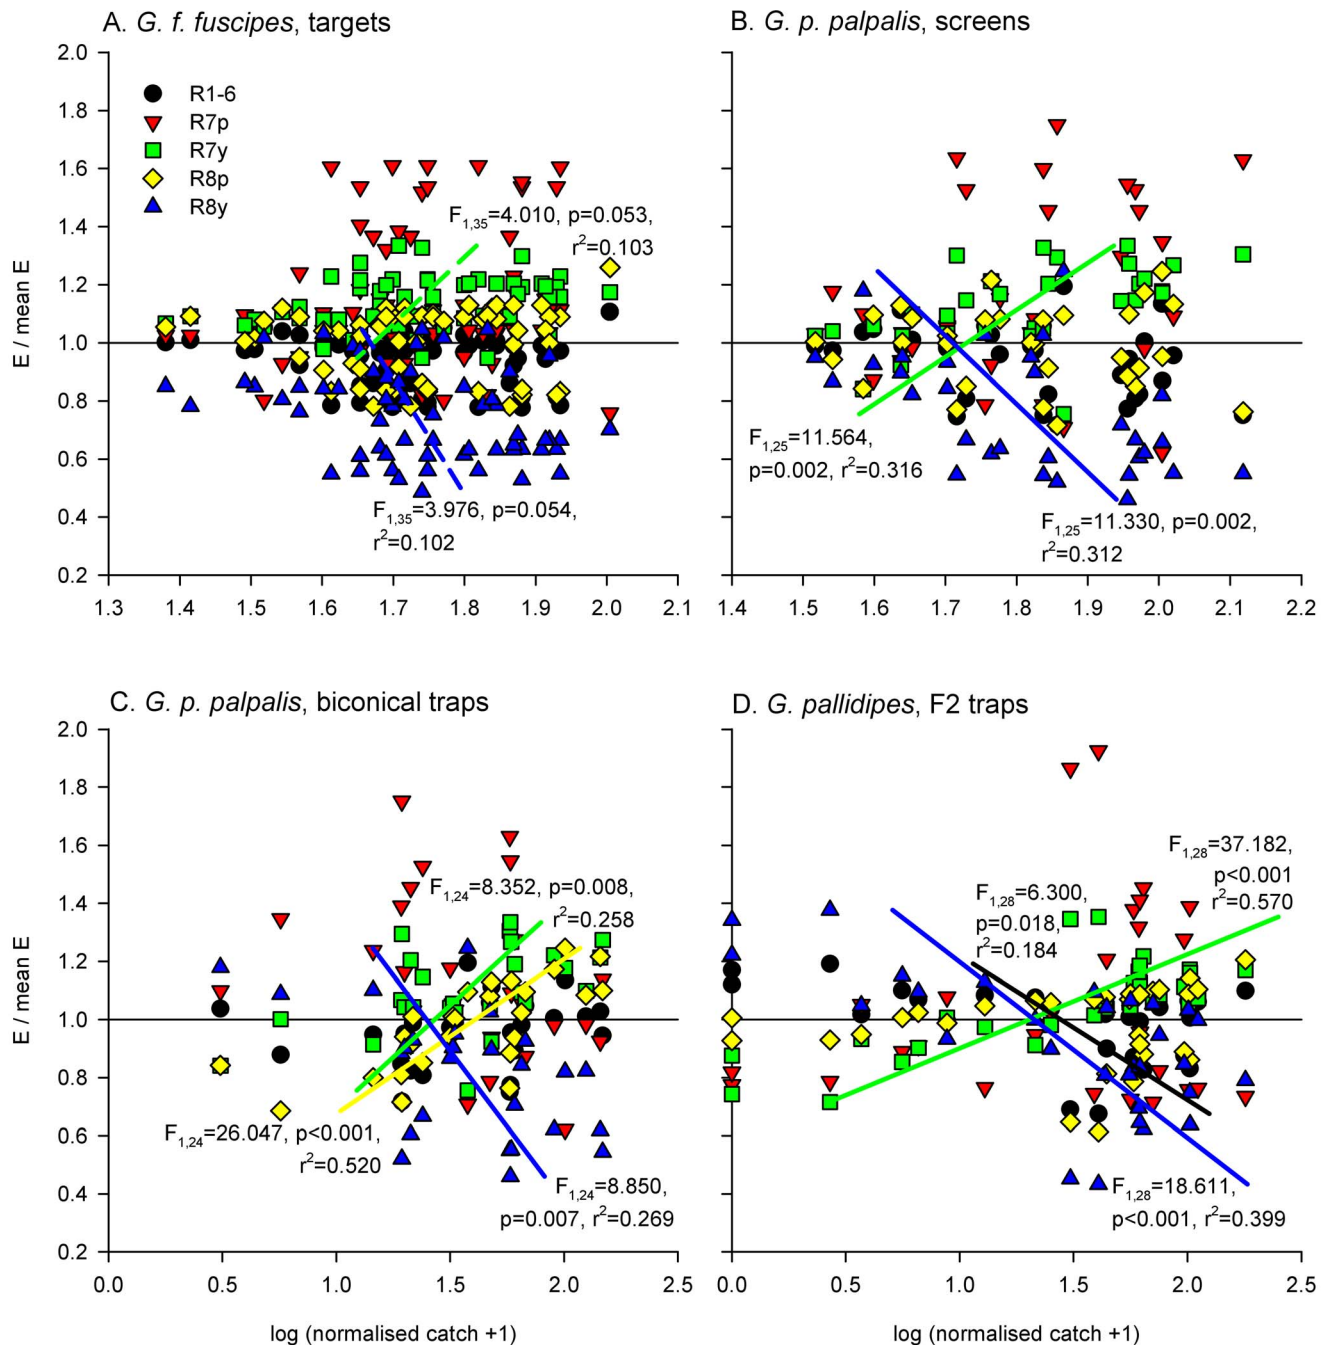 A. G. f. fuscipes, targets
2.0
1.8
1.6
1.4
1.2
1.0
0.8
0.6
0.4
0.2
E / mean E
R1-6
R7p
R7y
R8p
R8y
F1,35=4.010, p=0.053,
r2=0.103
F1,35=3.976, p=0.054,
r2=0.102
1.3 1.4 1.5 1.6 1.7 1.8 1.9 2.0 2.1
B. G. p. palpalis, screens
F1,25=11.564,
p=0.002, r2=0.316
F1,25=11.330, p=0.002,
r2=0.312
1.4 1.5 1.6 1.7 1.8 1.9 2.0 2.1 2.2
C. G. p. palpalis, biconical traps
2.0
1.8
1.6
1.4
1.2
1.0
0.8
0.6
0.4
0.2
E / mean E
F1,24=8.352, p=0.008,
r2=0.258
F1,24=26.047, p<0.001,
r2=0.520
F1,24=8.850,
p=0.007, r2=0.269
0.0 0.5 1.0 1.5 2.0 2.5
log (normalised catch +1)
D. G. pallidipes, F2 traps
F1,28=37.182,
p<0.001
r2=0.570
F1,28=6.300,
p=0.018,
r2=0.184
F1,28=18.611,
p<0.001, r2=0.399
0.0 0.5 1.0 1.5 2.0 2.5
log (normalised catch +1)